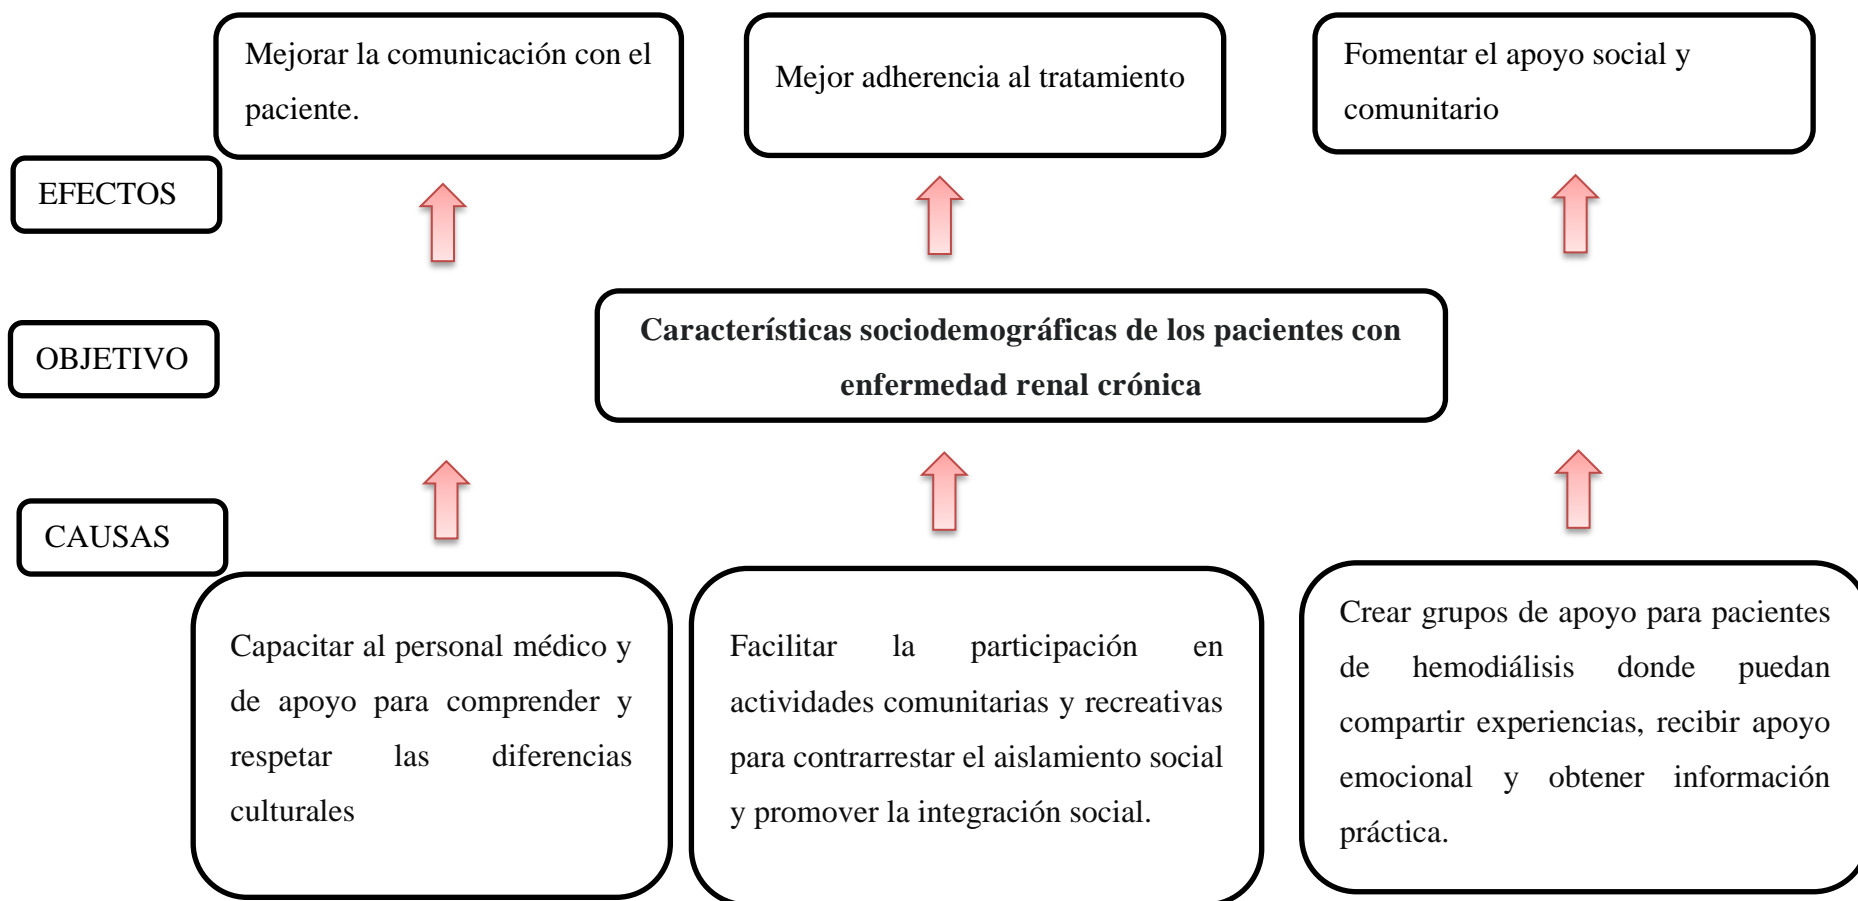 Mejorar la comunicación con el
paciente.
Mejor adherencia al tratamiento
Fomentar el apoyo social y
comunitario
EFECTOS
OBJETIVO
Características sociodemográficas de los pacientes con
enfermedad renal crónica
CAUSAS
Capacitar al personal médico y
de apoyo para comprender y
respetar las diferencias
culturales
Facilitar la participación en
actividades comunitarias y recreativas
para contrarrestar el aislamiento social
y promover la integración social.
Crear grupos de apoyo para pacientes
de hemodiálisis donde puedan
compartir experiencias, recibir apoyo
emocional y obtener información
práctica.